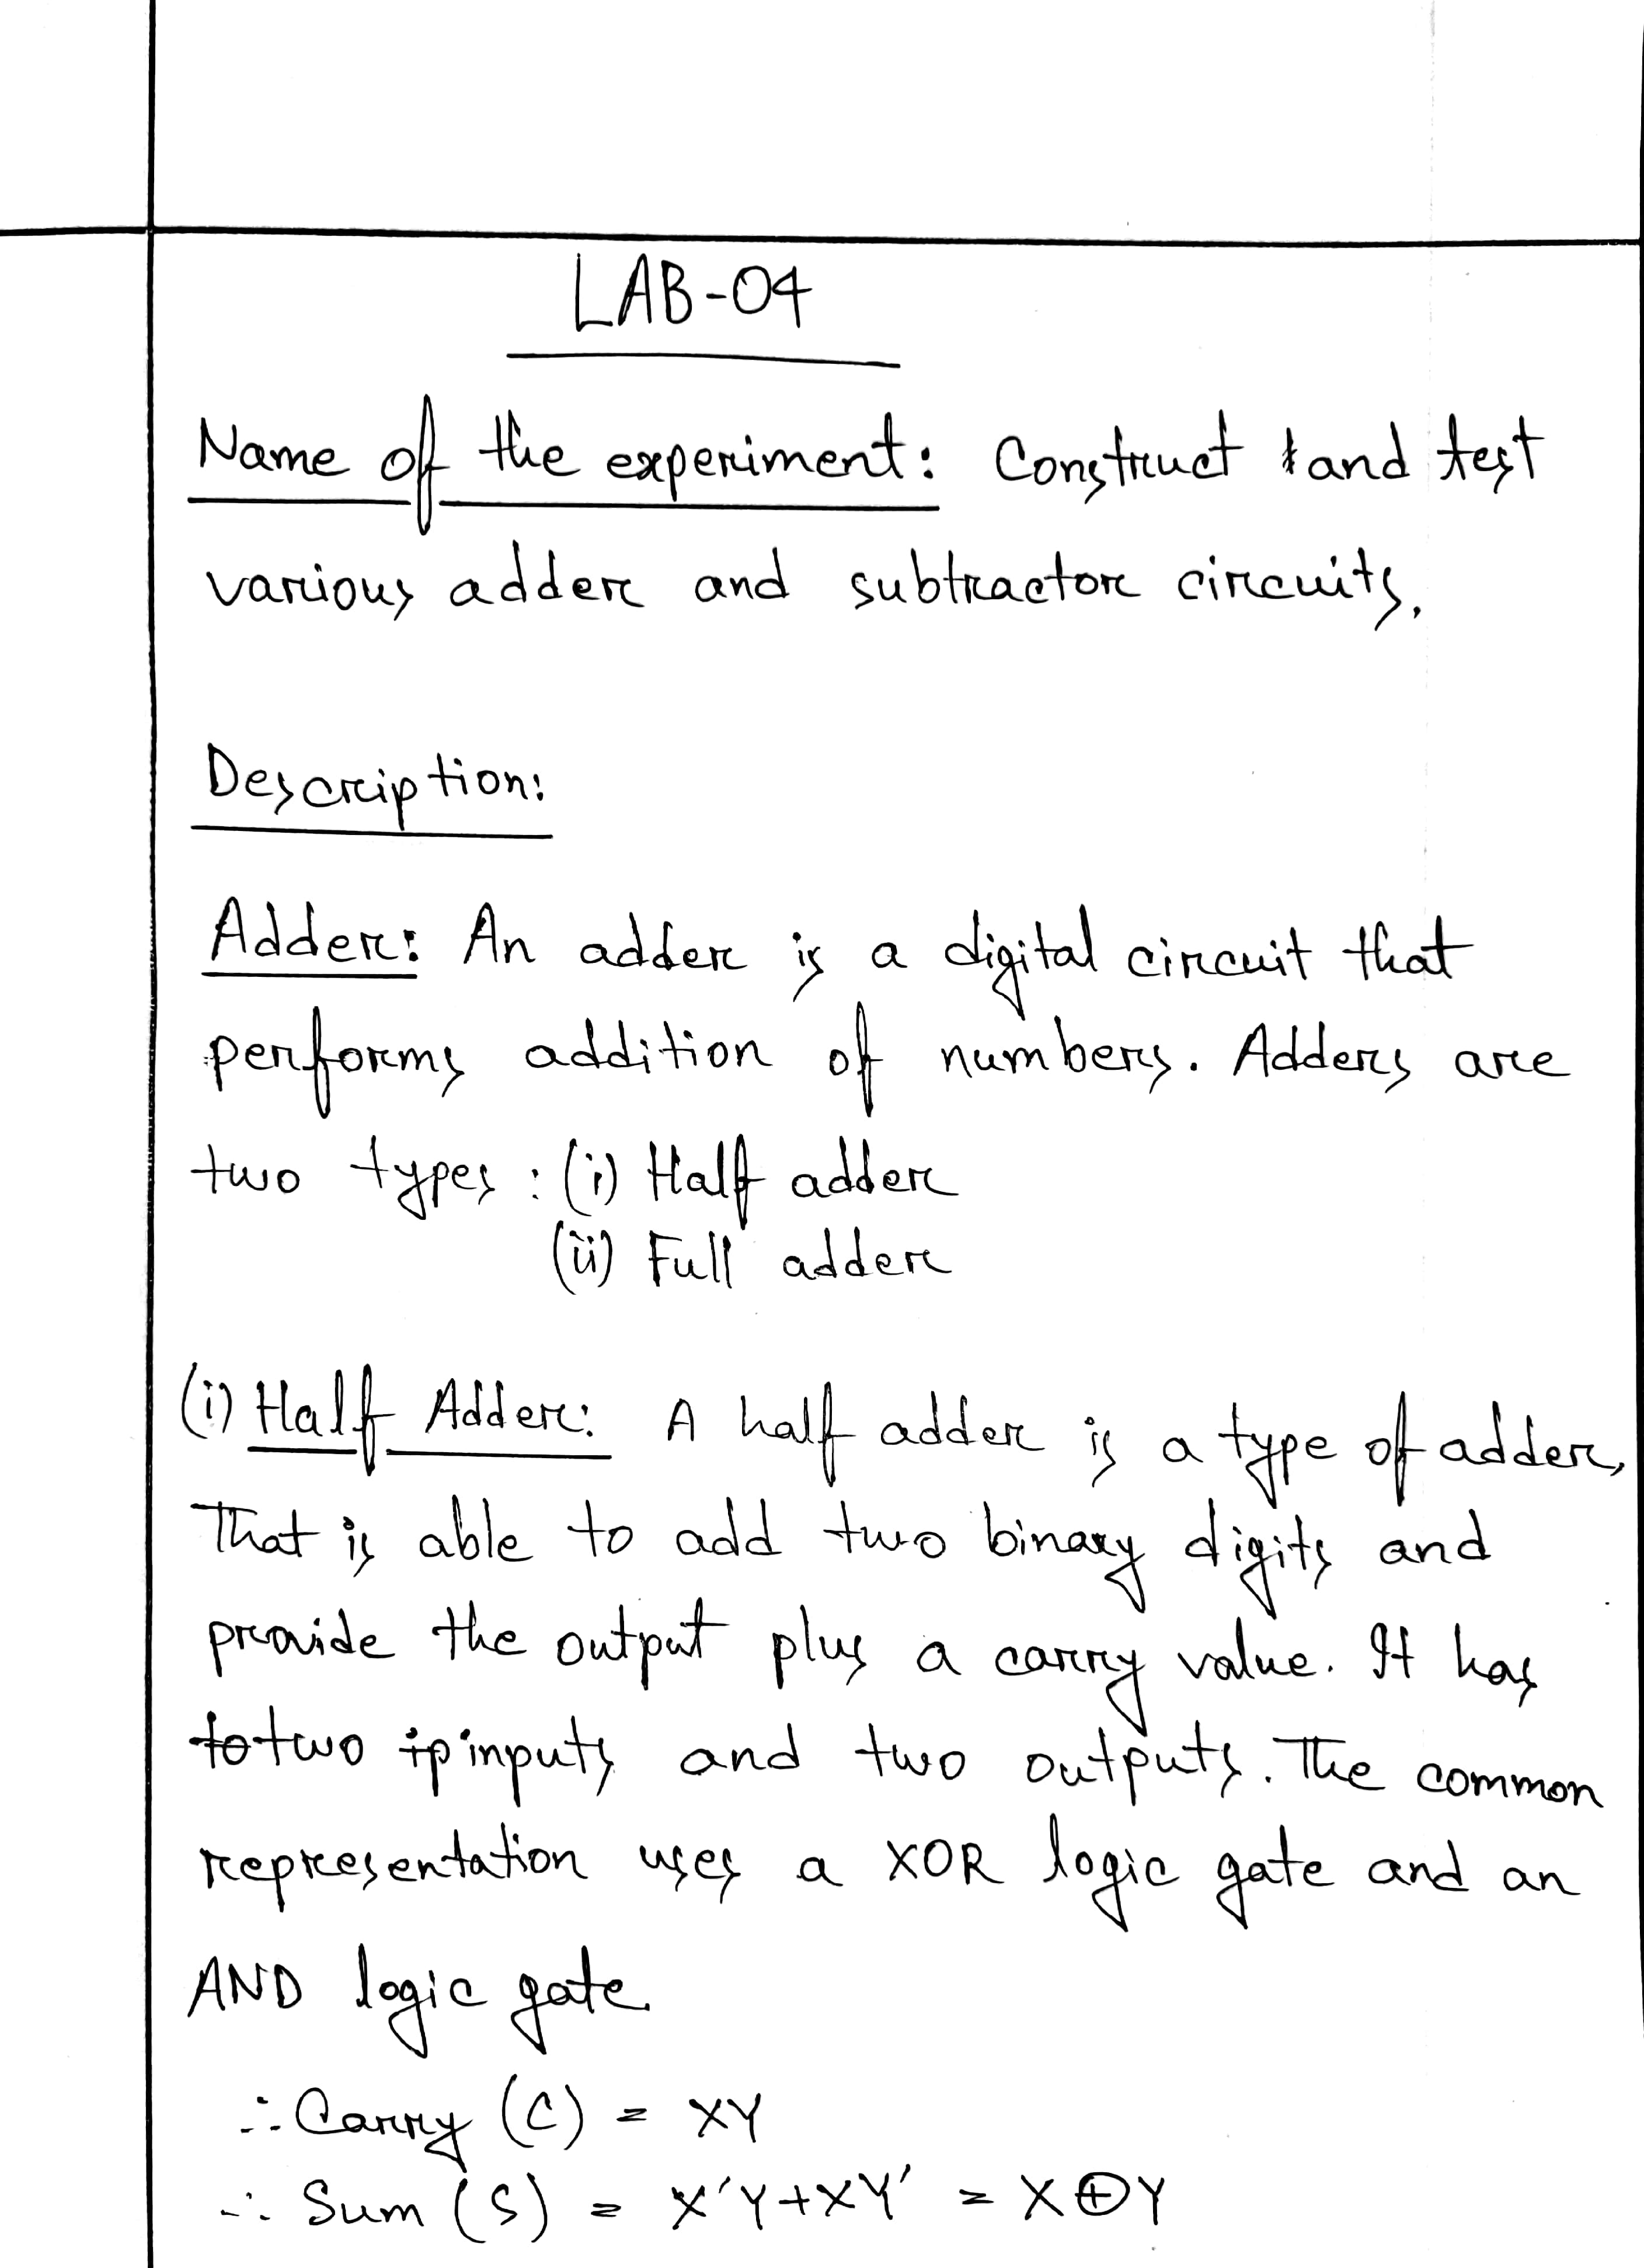 LAB-04
Name of the experiment: Construct and test
various adder and subtractor circuits.
Description:
Adder: An adder is a digital circuit that
performs addition of numbers. Adders are
two types : (i) Half adder
(ii) Full adder
(i) Half Adder: A half adder is a type of adder,
That is able to add two binary digits and
provide the output plus a carry value. It has
two inputs and two outputs. The common
representation uses a XOR logic gate and an
AND logic gate.
∴ Carry (C) = XY
∴ Sum (S) = X'Y+XY' = X⊕Y